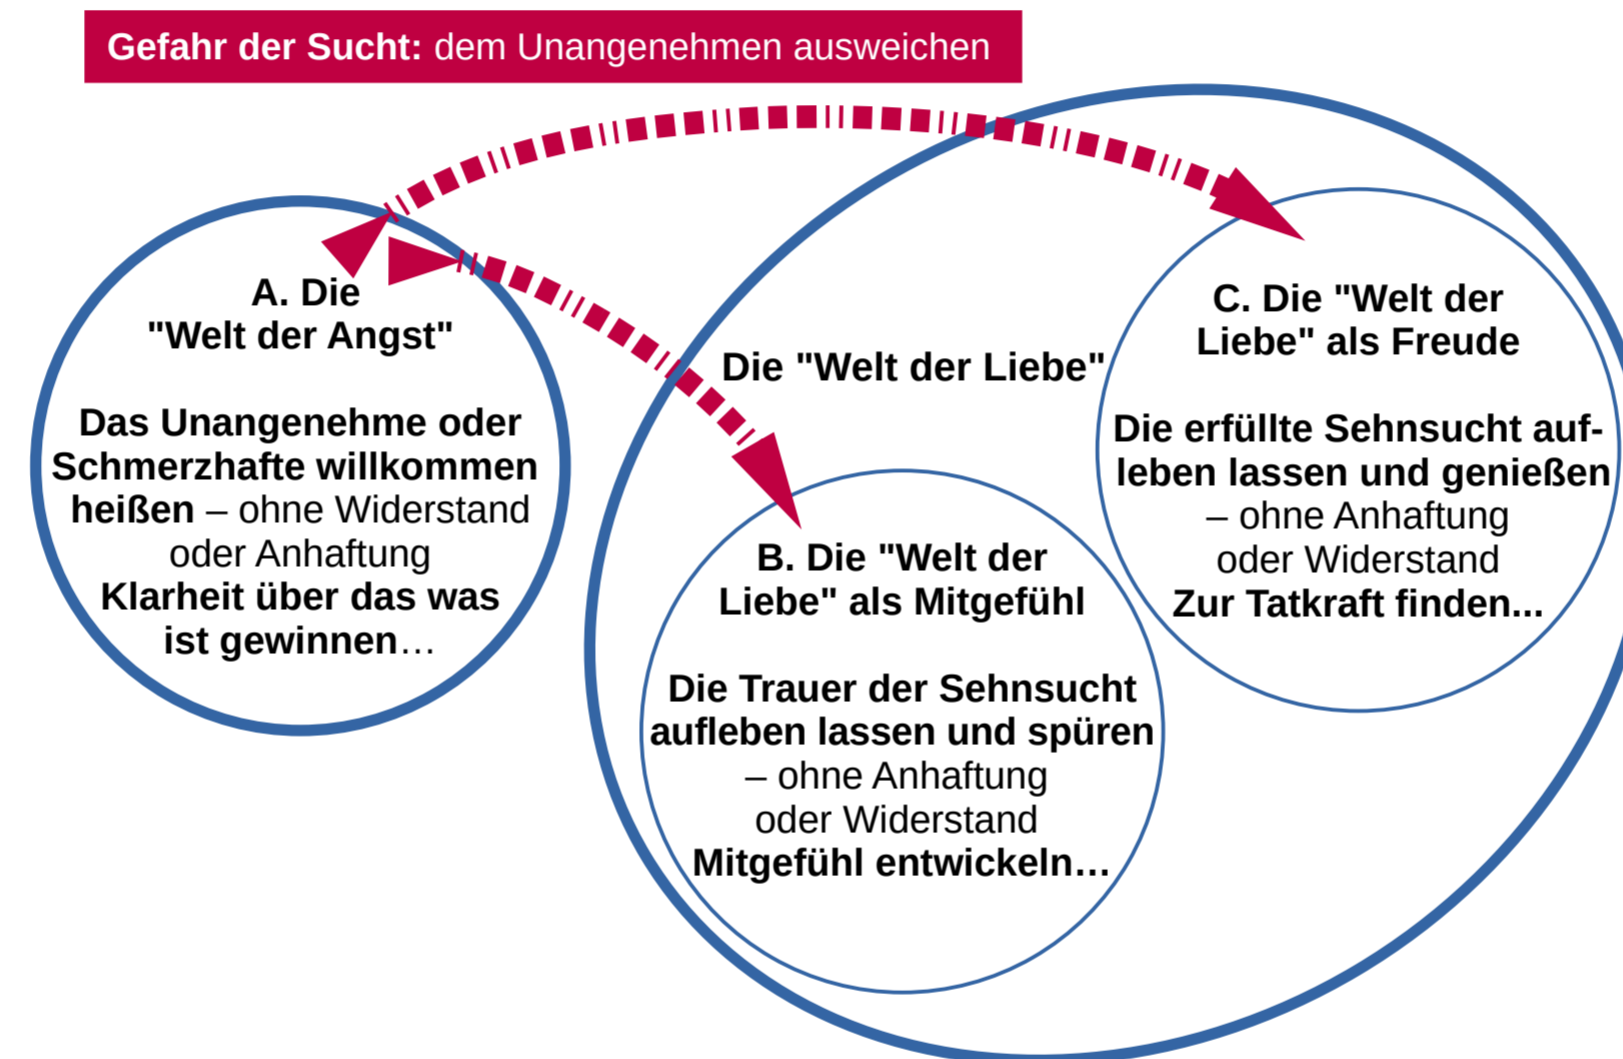 Gefahr der Sucht: dem Unangenehmen ausweichen
A. Die
"Welt der Angst"
Das Unangenehme oder
Schmerzhafte willkommen
heißen – ohne Widerstand
oder Anhaftung
Klarheit über das was
ist gewinnen…
Die "Welt der Liebe"
B. Die "Welt der
Liebe" als Mitgefühl
Die Trauer der Sehnsucht
aufleben lassen und spüren
– ohne Anhaftung
oder Widerstand
Mitgefühl entwickeln…
C. Die "Welt der
Liebe" als Freude
Die erfüllte Sehnsucht auf-
leben lassen und genießen
– ohne Anhaftung
oder Widerstand
Zur Tatkraft finden...